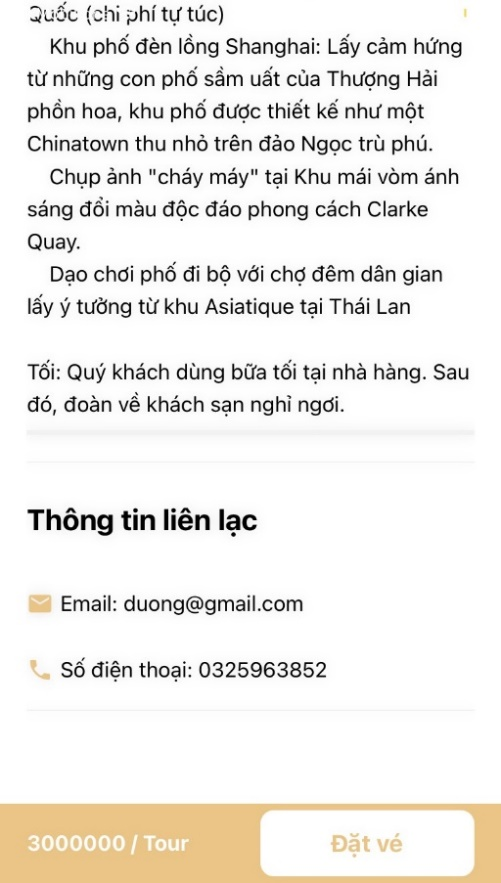 Quốc (chi phí tự túc)
Khu phố đèn lồng Shanghai: Lấy cảm hứng
từ những con phố sầm uất của Thượng Hải
phồn hoa, khu phố được thiết kế như một
Chinatown thu nhỏ trên đảo Ngọc trù phú.
Chụp ảnh "cháy máy" tại Khu mái vòm ánh
sáng đổi màu độc đáo phong cách Clarke
Quay.
Dạo chơi phố đi bộ với chợ đêm dân gian
lấy ý tưởng từ khu Asiatique tại Thái Lan
Tối: Quý khách dùng bữa tối tại nhà hàng. Sau
đó, đoàn về khách sạn nghỉ ngơi.
Thông tin liên lạc
Email: duong@gmail.com
Số điện thoại: 0325963852
3000000 / Tour
Đặt vé